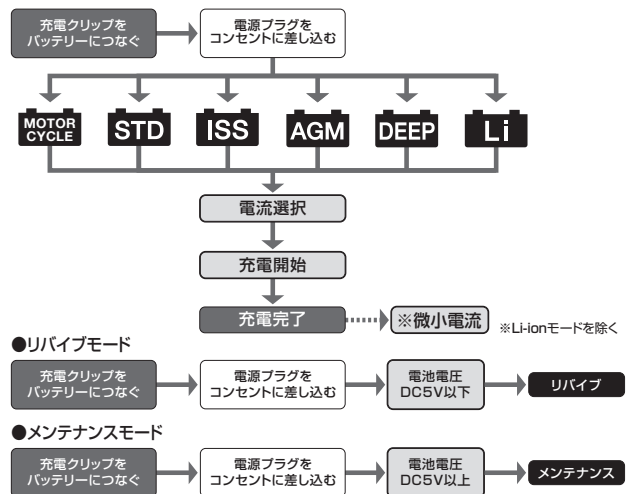 充電クリップを
バッテリーにつなぐ
電源プラグを
コンセントに差し込む
MOTOR
CYCLE
STD
ISS
AGM
DEEP
Li
電流選択
充電開始
充電完了
※微小電流
※Li-ionモードを除く
●リバイブモード
充電クリップを
バッテリーにつなぐ
電源プラグを
コンセントに差し込む
電池電圧
DC5V以下
リバイブ
●メンテナンスモード
充電クリップを
バッテリーにつなぐ
電源プラグを
コンセントに差し込む
電池電圧
DC5V以上
メンテナンス